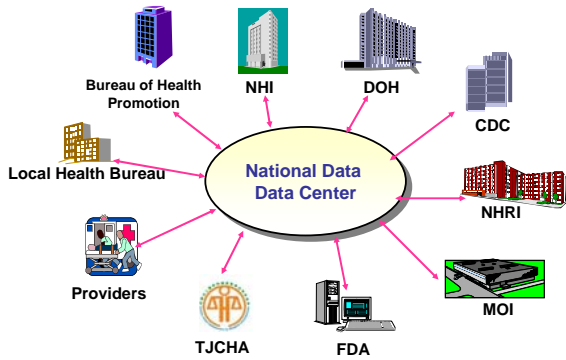 Bureau of Health
Promotion
NHI
DOH
CDC
Local Health Bureau
National Data
Data Center
NHRI
Providers
TJCHA
FDA
MOI